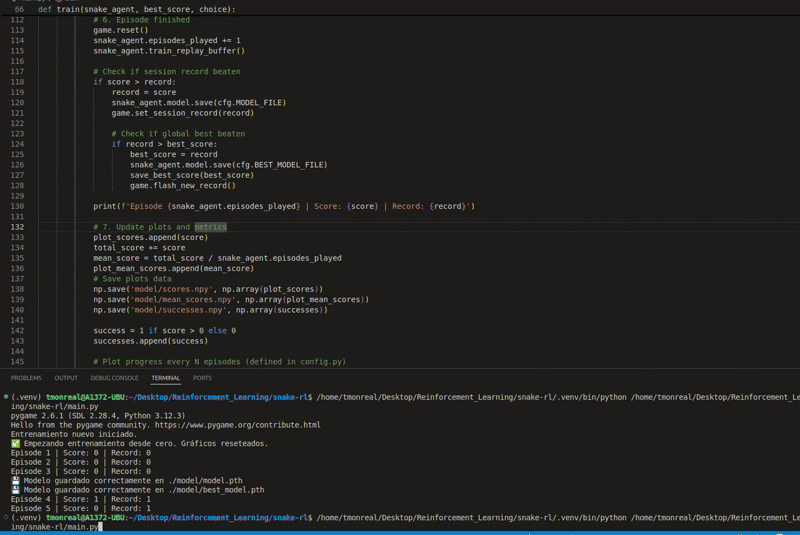 66 def train(snake_agent, best_score, choice):
112 # 6. Episode finished
113 game.reset()
114 snake_agent.episodes_played += 1
115 snake_agent.train_replay_buffer()
116
117 # Check if session record beaten
118 if score > record:
119 record = score
120 snake_agent.model.save(cfg.MODEL_FILE)
121 game.set_session_record(record)
122
123 # Check if global best beaten
124 if record > best_score:
125 best_score = record
126 snake_agent.model.save(cfg.BEST_MODEL_FILE)
127 save_best_score(best_score)
128 game.flash_new_record()
129
130 print(f'Episode {snake_agent.episodes_played} | Score: {score} | Record: {record}')
131
132 # 7. Update plots and metrics
133 plot_scores.append(score)
134 total_score += score
135 mean_score = total_score / snake_agent.episodes_played
136 plot_mean_scores.append(mean_score)
137 # Save plots data
138 np.save('model/scores.npy', np.array(plot_scores))
139 np.save('model/mean_scores.npy', np.array(plot_mean_scores))
140 np.save('model/successes.npy', np.array(successes))
141
142 success = 1 if score > 0 else 0
143 successes.append(success)
144
145 # Plot progress every N episodes (defined in config.py)
PROBLEMS OUTPUT DEBUG CONSOLE TERMINAL PORTS
(.venv) tmonreal@A1372-UBU:~/Desktop/Reinforcement_Learning/snake-rl$ /home/tmonreal/Desktop/Reinforcement_Learning/snake-rl/.venv/bin/python /home/tmonreal/Desktop/Reinforcement_Learn
ing/snake-rl/main.py
pygame 2.6.1 (SDL 2.28.4, Python 3.12.3)
Hello from the pygame community. https://www.pygame.org/contribute.html
Entrenamiento nuevo iniciado.
✅ Empezando entrenamiento desde cero. Gráficos reseteados.
Episode 1 | Score: 0 | Record: 0
Episode 2 | Score: 0 | Record: 0
Episode 3 | Score: 0 | Record: 0
💾 Modelo guardado correctamente en ./model/model.pth
💾 Modelo guardado correctamente en ./model/best_model.pth
Episode 4 | Score: 1 | Record: 1
Episode 5 | Score: 0 | Record: 1
(.venv) tmonreal@A1372-UBU:~/Desktop/Reinforcement_Learning/snake-rl$ /home/tmonreal/Desktop/Reinforcement_Learning/snake-rl/.venv/bin/python /home/tmonreal/Desktop/Reinforcement_Learn
ing/snake-rl/main.py